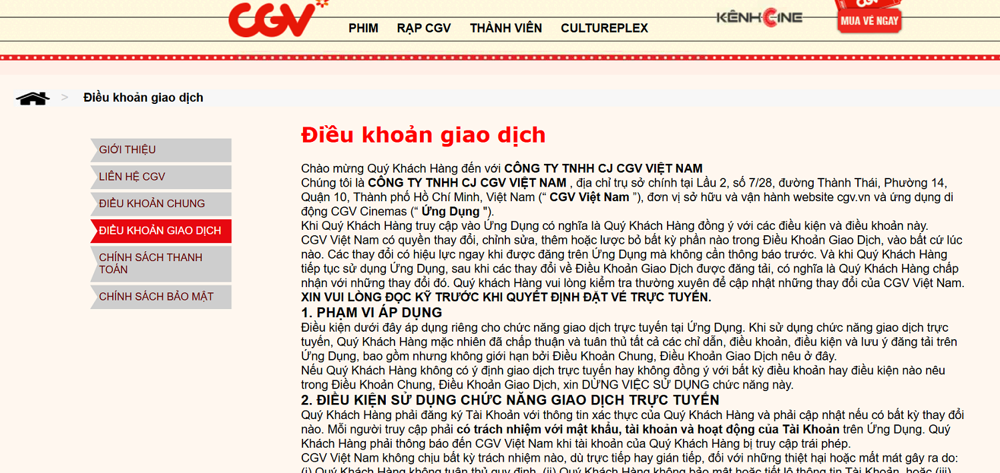 CGV
PHIM RẠP CGV THÀNH VIÊN CULTUREPLEX
KÊNH CINE
CGV
MUA VÉ NGAY
> Điều khoản giao dịch
GIỚI THIỆU
LIÊN HỆ CGV
ĐIỀU KHOẢN CHUNG
ĐIỀU KHOẢN GIAO DỊCH
CHÍNH SÁCH THANH
TOÁN
CHÍNH SÁCH BẢO MẬT
Điều khoản giao dịch
Chào mừng Quý Khách Hàng đến với CÔNG TY TNHH CJ CGV VIỆT NAM
Chúng tôi là CÔNG TY TNHH CJ CGV VIỆT NAM , địa chỉ trụ sở chính tại Lầu 2, số 7/28, đường Thành Thái, Phường 14,
Quận 10, Thành phố Hồ Chí Minh, Việt Nam (“ CGV Việt Nam ”), đơn vị sở hữu và vận hành website cgv.vn và ứng dụng di
động CGV Cinemas (“ Ứng Dụng ").
Khi Quý Khách Hàng truy cập vào Ứng Dụng có nghĩa là Quý Khách Hàng đồng ý với các điều kiện và điều khoản này.
CGV Việt Nam có quyền thay đổi, chỉnh sửa, thêm hoặc lược bỏ bất kỳ phần nào trong Điều Khoản Giao Dịch, vào bất cứ lúc
nào. Các thay đổi có hiệu lực ngay khi được đăng trên Ứng Dụng mà không cần thông báo trước. Và khi Quý Khách Hàng
tiếp tục sử dụng Ứng Dụng, sau khi các thay đổi về Điều Khoản Giao Dịch được đăng tải, có nghĩa là Quý Khách Hàng chấp
nhận với những thay đổi đó. Quý khách Hàng vui lòng kiểm tra thường xuyên để cập nhật những thay đổi của CGV Việt Nam.
XIN VUI LÒNG ĐỌC KỸ TRƯỚC KHI QUYẾT ĐỊNH ĐẶT VÉ TRỰC TUYẾN.
1. PHẠM VI ÁP DỤNG
Điều kiện dưới đây áp dụng riêng cho chức năng giao dịch trực tuyến tại Ứng Dụng. Khi sử dụng chức năng giao dịch trực
tuyến, Quý Khách Hàng mặc nhiên đã chấp thuận và tuân thủ tất cả các chỉ dẫn, điều khoản, điều kiện và lưu ý đăng tải trên
Ứng Dụng, bao gồm nhưng không giới hạn bởi Điều Khoản Chung, Điều Khoản Giao Dịch nêu ở đây.
Nếu Quý Khách Hàng không có ý định giao dịch trực tuyến hay không đồng ý với bất kỳ điều khoản hay điều kiện nào nêu
trong Điều Khoản Chung, Điều Khoản Giao Dịch, xin DỪNG VIỆC SỬ DỤNG chức năng này.
2. ĐIỀU KIỆN SỬ DỤNG CHỨC NĂNG GIAO DỊCH TRỰC TUYẾN
Quý Khách Hàng phải đăng ký Tài Khoản với thông tin xác thực của Quý Khách Hàng và phải cập nhật nếu có bất kỳ thay đổi
nào. Mỗi người truy cập phải có trách nhiệm với mật khẩu, tài khoản và hoạt động của Tài Khoản trên Ứng Dụng. Quý
Khách Hàng phải thông báo đến CGV Việt Nam khi tài khoản của Quý Khách Hàng bị truy cập trái phép.
CGV Việt Nam không chịu bất kỳ trách nhiệm nào, dù trực tiếp hay gián tiếp, đối với những thiệt hại hoặc mất mát gây ra do:
(i) Quý Khách Hàng không tuân thủ quy định, (ii) Quý Khách Hàng không bảo mật hoặc tiết lộ thông tin Tài Khoản, hoặc (iii)